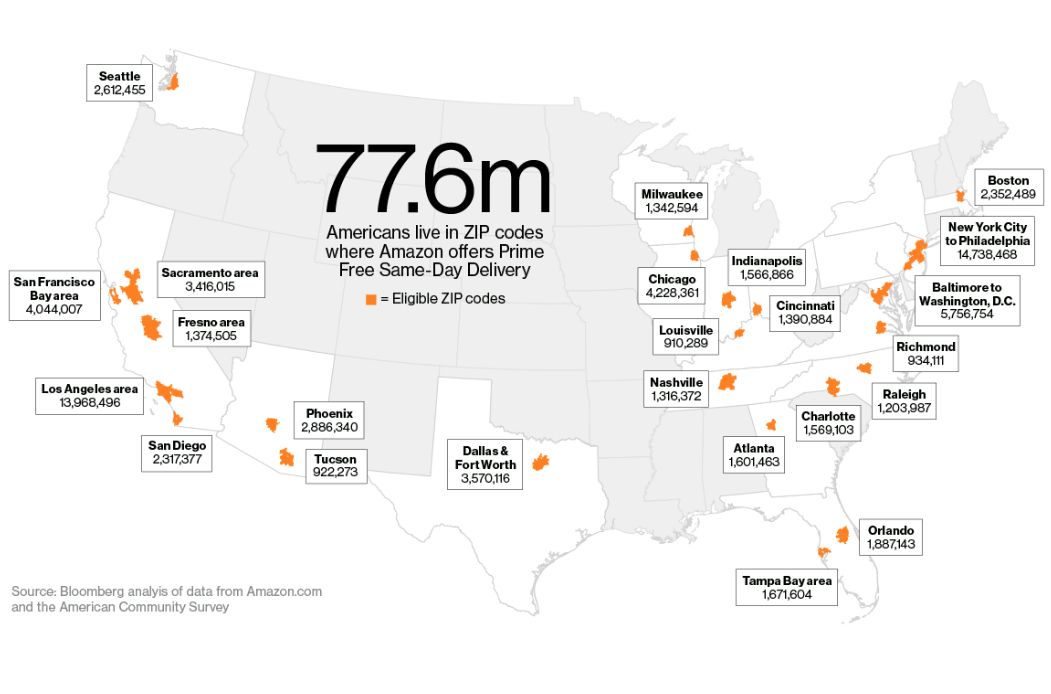 Seattle
2,612,455
77.6m
Americans live in ZIP codes
where Amazon offers Prime
Free Same-Day Delivery
= Eligible ZIP codes
Milwaukee
1,342,594
Boston
2,352,489
New York City
to Philadelphia
14,738,468
Indianapolis
1,566,866
Chicago
4,228,361
Baltimore to
Washington, D.C.
5,756,754
San Francisco
Bay area
4,044,007
Sacramento area
3,416,015
Cincinnati
1,390,884
Fresno area
1,374,505
Louisville
910,289
Richmond
934,111
Los Angeles area
13,968,496
Nashville
1,316,372
Raleigh
1,203,987
Charlotte
1,569,103
Phoenix
2,886,340
San Diego
2,317,377
Tucson
922,273
Dallas &
Fort Worth
3,570,116
Atlanta
1,601,463
Orlando
1,887,143
Tampa Bay area
1,671,604
Source: Bloomberg analyis of data from Amazon.com
and the American Community Survey